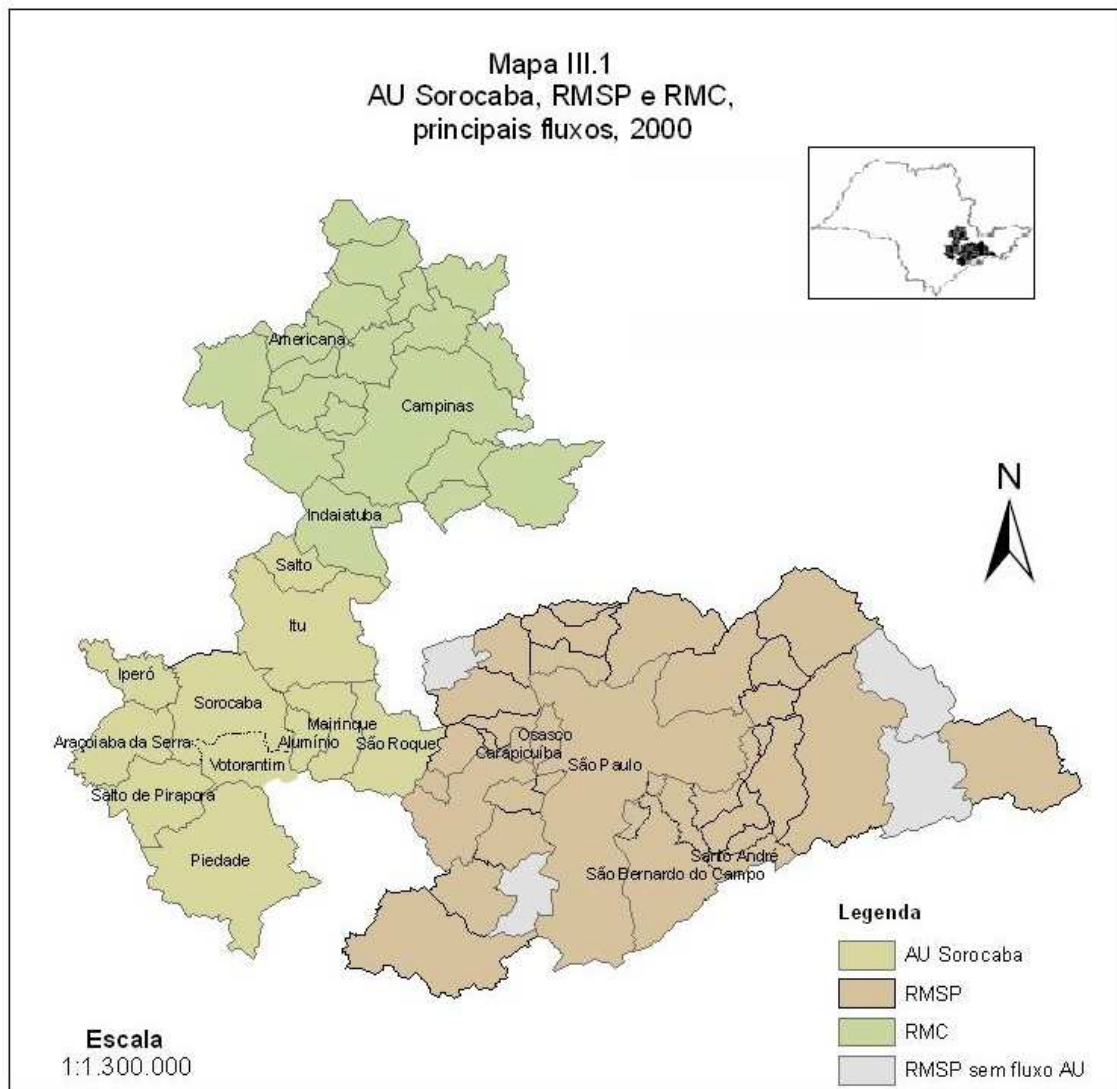 Mapa III.1
AU Sorocaba, RMSP e RMC,
principais fluxos, 2000
Americana
Campinas
Indaiatuba
N
Salto
Itu
Iperó
Sorocaba
Mairinque
Araçoiaba da Serra
Alumínio
São Roque
Votorantim
Osasco
Carapicuíba
São Paulo
Salto de Pirapora
Piedade
Santo André
São Bernardo do Campo
Legenda
AU Sorocaba
RMSP
RMC
RMSP sem fluxo AU
Escala
1:1.300.000